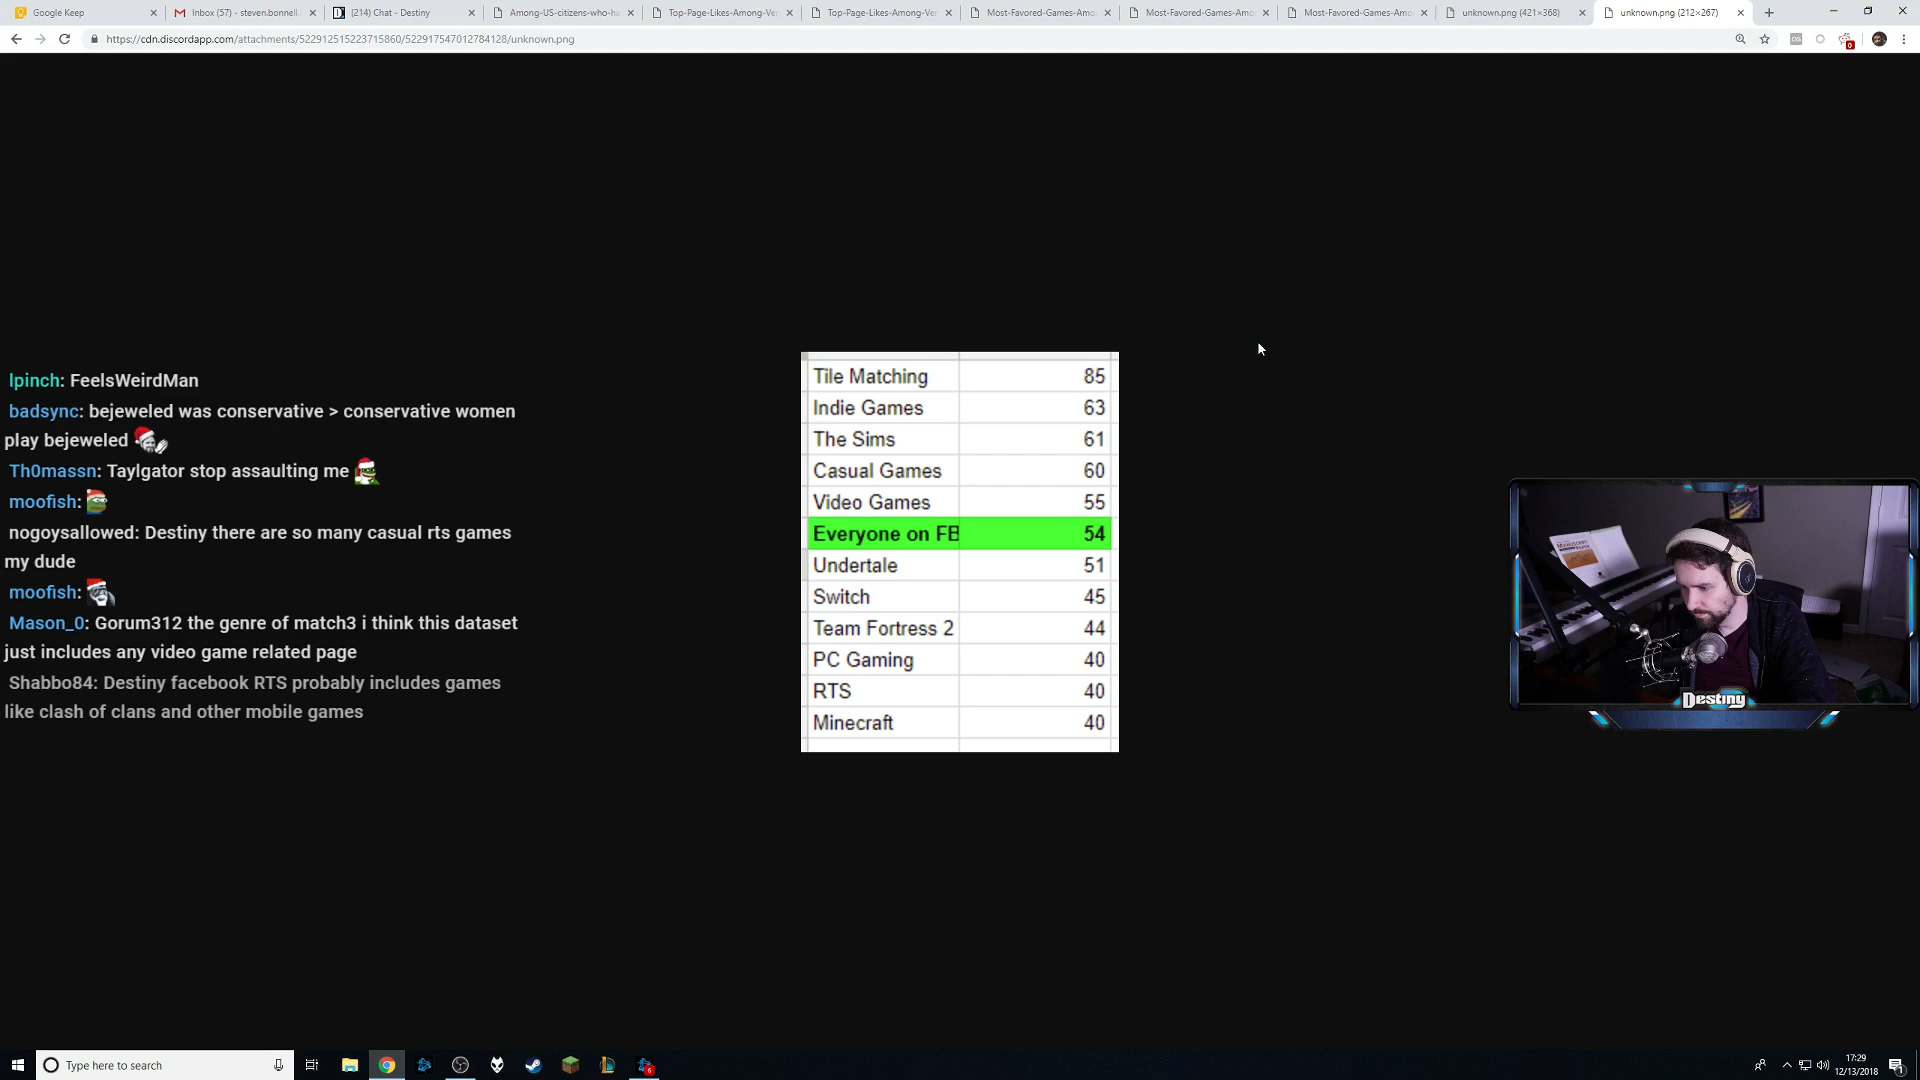 Google Keep
Inbox (57) - steven.bonnell.
(214) Chat - Destiny
Among-US-citizens-who-ha
Top-Page-Likes-Among-Ver
Top-Page-Likes-Among-Ver
Most-Favored-Games-Amo
Most-Favored-Games-Amo
Most-Favored-Games-Amo
unknown.png (421×368)
unknown.png (212×267)
https://cdn.discordapp.com/attachments/522912515223715860/522917547012784128/unknown.png
lpinch: FeelsWeirdMan
badsync: bejeweled was conservative > conservative women
play bejeweled
Th0massn: Taylgator stop assaulting me
moofish:
nogoysallowed: Destiny there are so many casual rts games
my dude
moofish:
Mason_0: Gorum312 the genre of match3 i think this dataset
just includes any video game related page
Shabbo84: Destiny facebook RTS probably includes games
like clash of clans and other mobile games
Tile Matching 85
Indie Games 63
The Sims 61
Casual Games 60
Video Games 55
Everyone on FB 54
Undertale 51
Switch 45
Team Fortress 2 44
PC Gaming 40
RTS 40
Minecraft 40
Destiny
Type here to search
17:29
12/13/2018